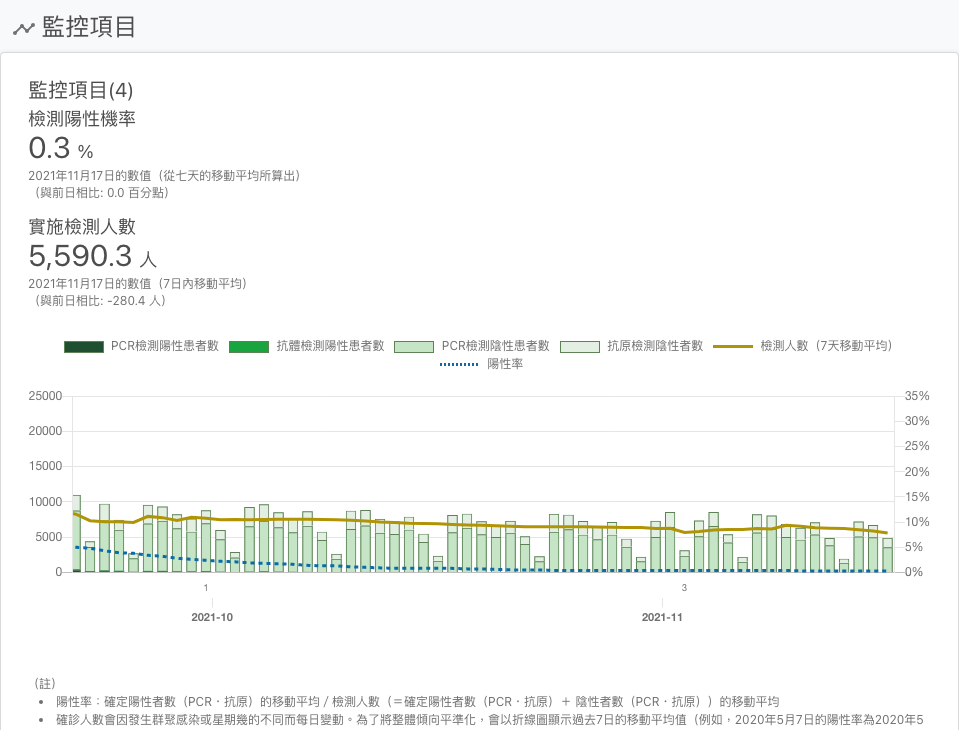 監控項目
監控項目(4)
檢測陽性機率
0.3 %
2021年11月17日的數值（從七天的移動平均所算出）
（與前日相比: 0.0 百分點）
實施檢測人數
5,590.3 人
2021年11月17日的數值（7日內移動平均）
（與前日相比: -280.4 人）
PCR檢測陽性患者數 抗體檢測陽性患者數 PCR檢測陰性患者數 抗原檢測陰性者數 檢測人數（7天移動平均）
陽性率
25000 35%
30%
20000
25%
15000
20%
15%
10000
10%
5000
5%
0 0%
1 3
2021-10 2021-11
（註）
• 陽性率：確定陽性者數（PCR・抗原）的移動平均 / 檢測人數（＝確定陽性者數（PCR・抗原）＋ 陰性者數（PCR・抗原））的移動平均
• 確診人數會因發生群聚感染或星期幾的不同而每日變動。為了將整體傾向平準化，會以折線圖顯示過去7日的移動平均值（例如，2020年5月7日的陽性率為2020年5